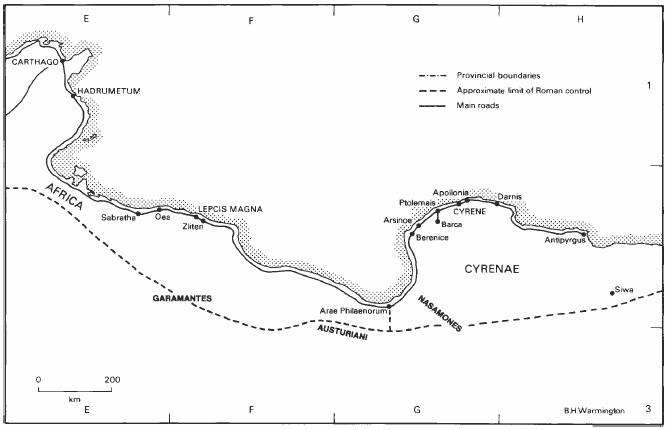 E F G H
CARTHAGO
1
Provincial boundaries
HADRUMETUM
Approximate limit of Roman control
Main roads
AFRICA
Apollonia
Ptolemais
Darnis
LEPCIS MAGNA
CYRENE
Sabratha
Oea
Arsinoe
Barca
Zliten
Berenice
Antipyrgus
CYRENAE
Siwa
GARAMANTES
NASAMONES
Arae Philaenorum
AUSTURIANI
0 200
km
E F G B.H.Warmington 3